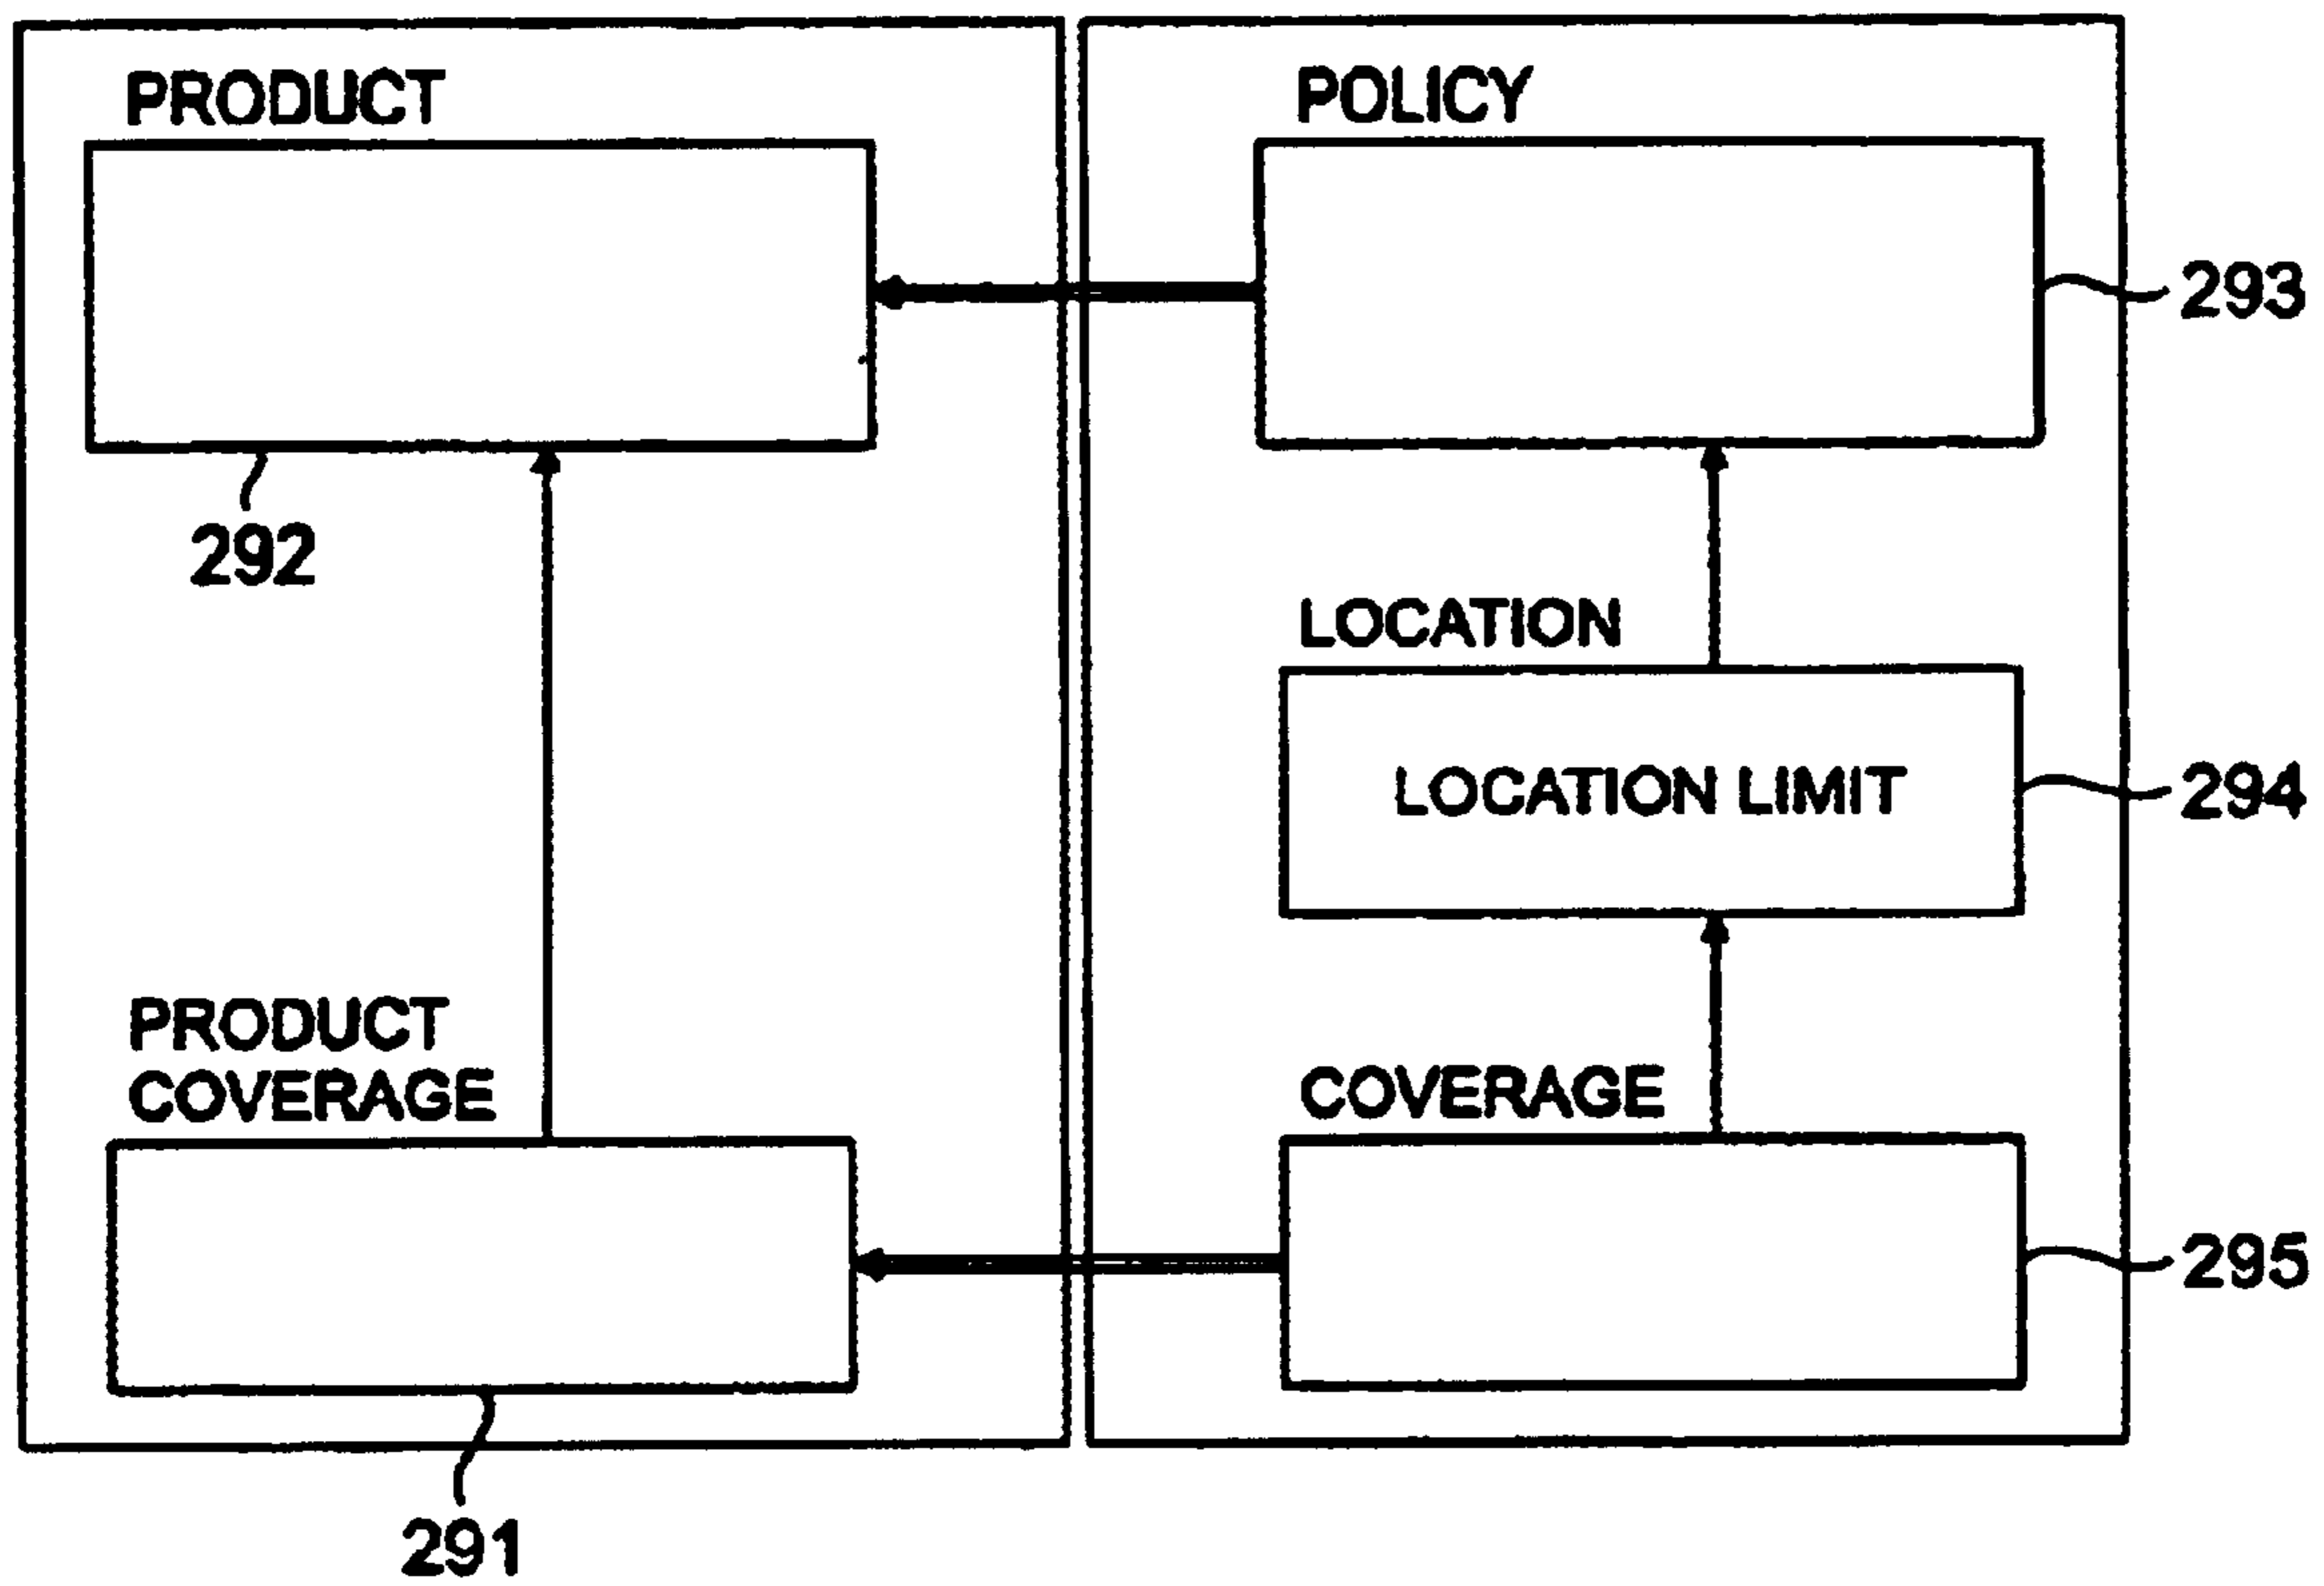 PRODUCT
292
PRODUCT
COVERAGE
291
POLICY
293
LOCATION
LOCATION LIMIT
294
COVERAGE
295